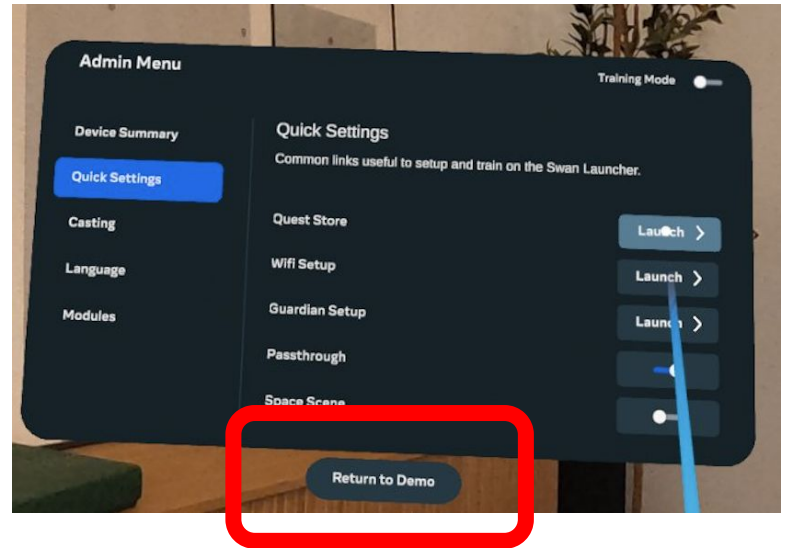 Admin Menu
Training Mode
Device Summary
Quick Settings
Casting
Language
Modules
Quick Settings
Common links useful to setup and train on the Swan Launcher.
Quest Store
Launch
Wifi Setup
Launch
Guardian Setup
Launch
Passthrough
Space Scene
Return to Demo